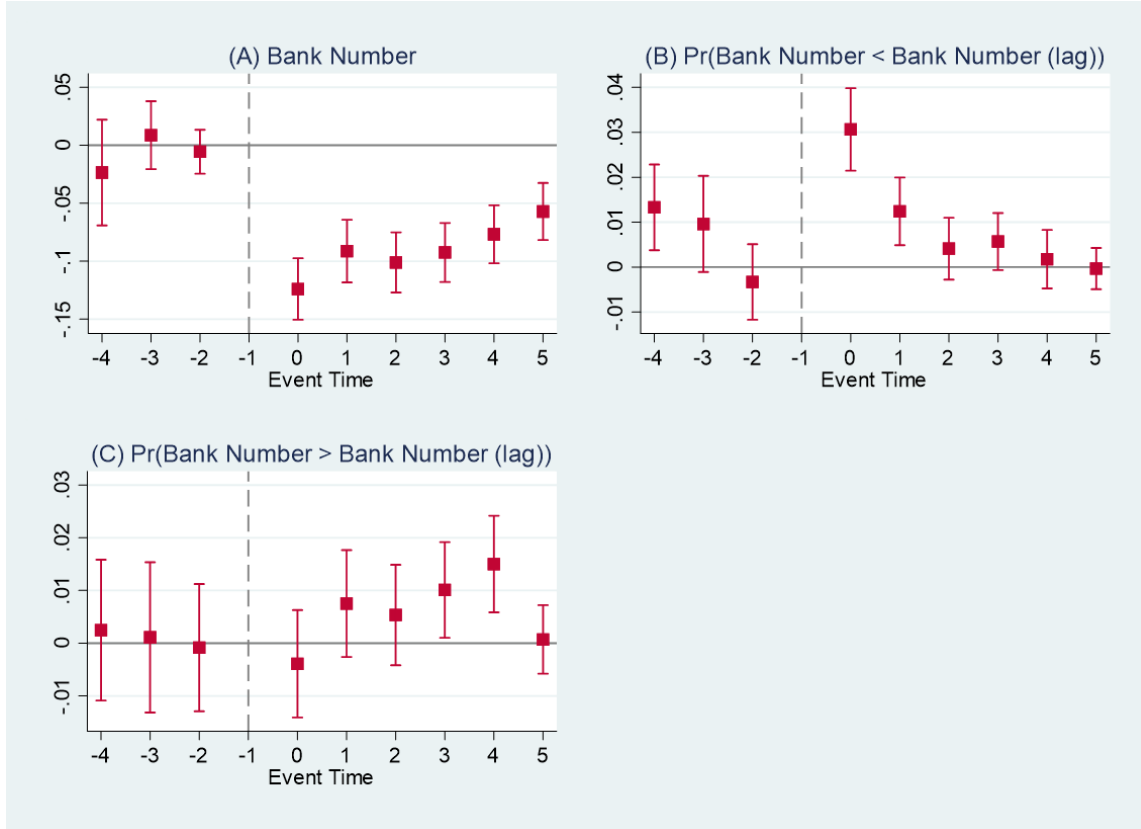 (A) Bank Number
.05
0
-.05
-.1
-.15
-4 -3 -2 -1 0 1 2 3 4 5
Event Time
(B) Pr(Bank Number < Bank Number (lag))
.04
.03
.02
.01
0
-.01
-4 -3 -2 -1 0 1 2 3 4 5
Event Time
(C) Pr(Bank Number > Bank Number (lag))
.03
.02
.01
0
-.01
-4 -3 -2 -1 0 1 2 3 4 5
Event Time